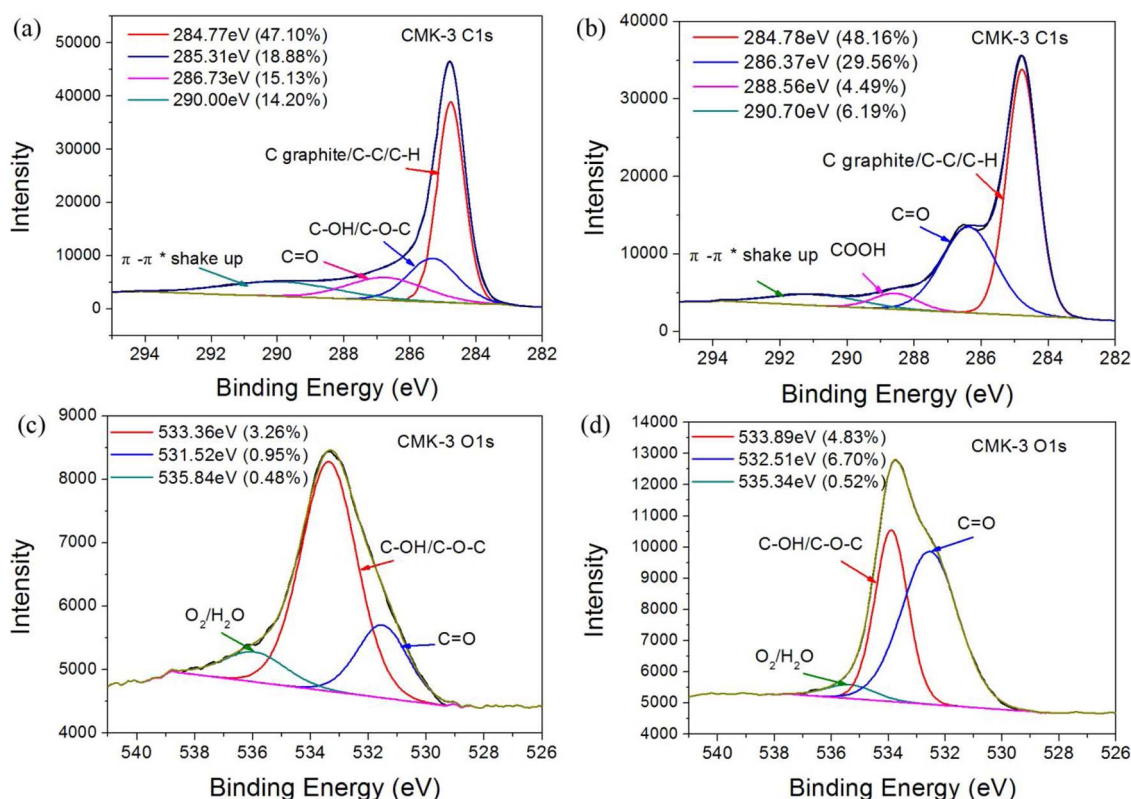 (a)
284.77eV (47.10%)
285.31eV (18.88%)
286.73eV (15.13%)
290.00eV (14.20%)
CMK-3 C1s
C graphite/C-C/C-H
C-OH/C-O-C
C=O
π -π* shake up
Intensity
50000
40000
30000
20000
10000
0
294 292 290 288 286 284 282
Binding Energy (eV)
(b)
284.78eV (48.16%)
286.37eV (29.56%)
288.56eV (4.49%)
290.70eV (6.19%)
CMK-3 C1s
C graphite/C-C/C-H
C=O
COOH
π -π* shake up
Intensity
40000
30000
20000
10000
0
294 292 290 288 286 284 282
Binding Energy (eV)
(c)
533.36eV (3.26%)
531.52eV (0.95%)
535.84eV (0.48%)
CMK-3 O1s
C-OH/C-O-C
O₂/H₂O
C=O
Intensity
9000
8000
7000
6000
5000
4000
540 538 536 534 532 530 528 526
Binding Energy (eV)
(d)
533.89eV (4.83%)
532.51eV (6.70%)
535.34eV (0.52%)
CMK-3 O1s
C=O
C-OH/C-O-C
O₂/H₂O
Intensity
14000
13000
12000
11000
10000
9000
8000
7000
6000
5000
4000
540 538 536 534 532 530 528 526
Binding Energy (eV)